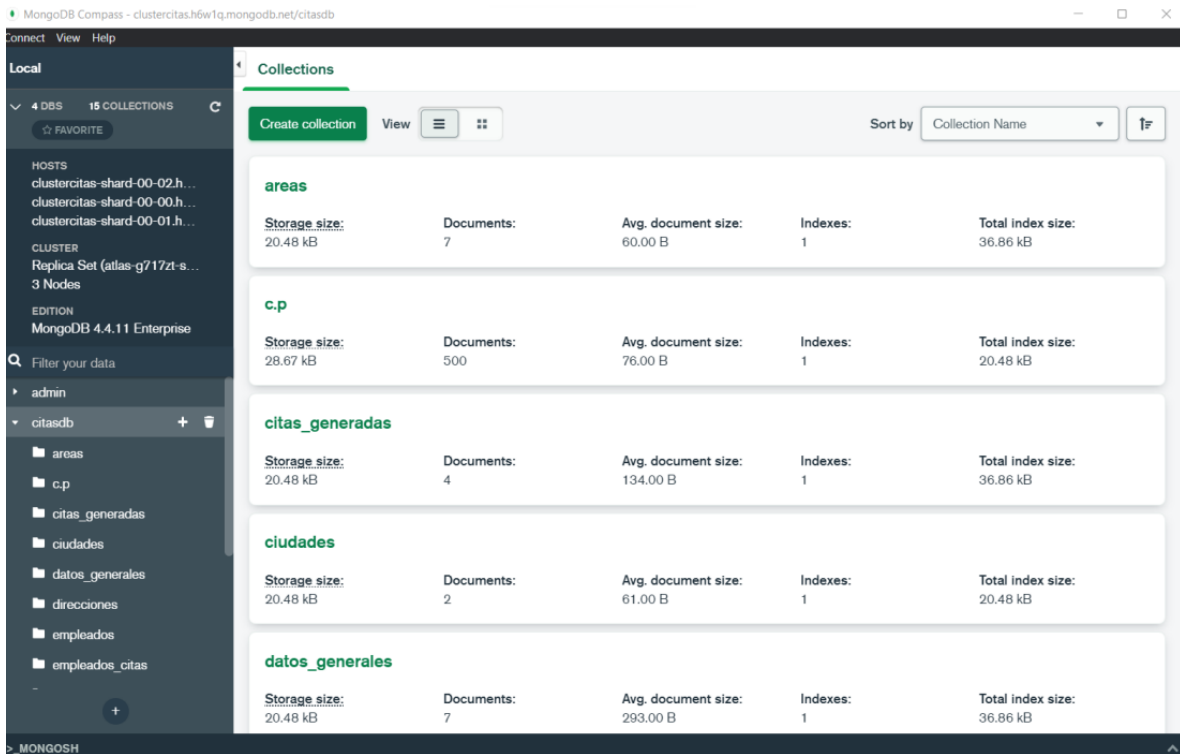 MongoDB Compass - clustercitas.h6w1q.mongodb.net/citasdb
Connect View Help
Local
4 DBS 15 COLLECTIONS
FAVORITE
HOSTS
clustercitas-shard-00-02.h...
clustercitas-shard-00-00.h...
clustercitas-shard-00-01.h...
CLUSTER
Replica Set (atlas-g717zt-s...
3 Nodes
EDITION
MongoDB 4.4.11 Enterprise
Filter your data
admin
citasdb
areas
c.p
citas_generadas
ciudades
datos_generales
direcciones
empleados
empleados_citas
Collections
Create collection View Sort by Collection Name
areas
Storage size: Documents: Avg. document size: Indexes: Total index size:
20.48 kB 7 60.00 B 1 36.86 kB
c.p
Storage size: Documents: Avg. document size: Indexes: Total index size:
28.67 kB 500 76.00 B 1 20.48 kB
citas_generadas
Storage size: Documents: Avg. document size: Indexes: Total index size:
20.48 kB 4 134.00 B 1 36.86 kB
ciudades
Storage size: Documents: Avg. document size: Indexes: Total index size:
20.48 kB 2 61.00 B 1 20.48 kB
datos_generales
Storage size: Documents: Avg. document size: Indexes: Total index size:
20.48 kB 7 293.00 B 1 36.86 kB
>_MONGOSH